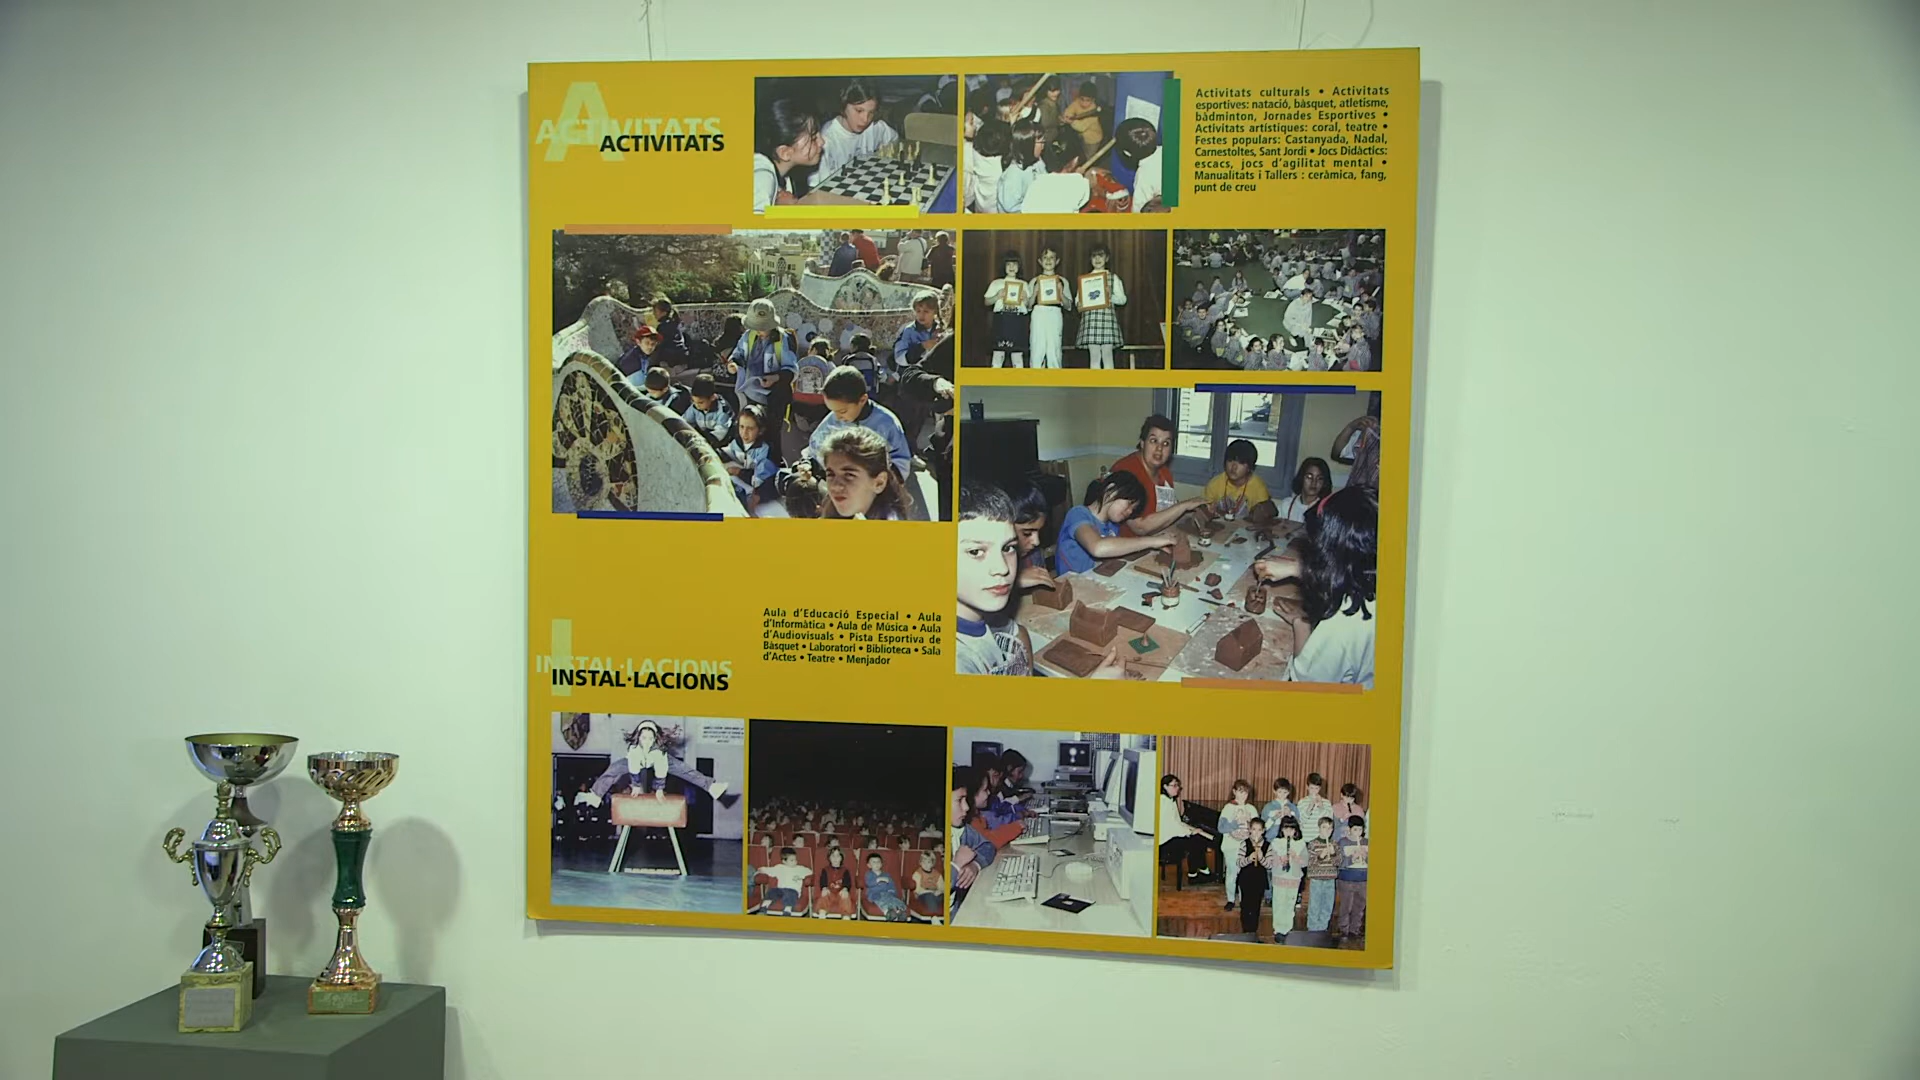 ACTIVITATS
ACTIVITATS
Activitats culturals • Activitats
esportives: natació, bàsquet, atletisme,
bàdminton, Jornades Esportives •
Activitats artístiques: coral, teatre •
Festes populars: Castanyada, Nadal,
Carnestoltes, Sant Jordi • Jocs Didàctics:
escacs, jocs d'agilitat mental •
Manualitats i Tallers : ceràmica, fang,
punt de creu
Aula d'Educació Especial • Aula
d'Informàtica • Aula de Música • Aula
d'Audiovisuals • Pista Esportiva de
Bàsquet • Laboratori • Biblioteca • Sala
d'Actes • Teatre • Menjador
INSTAL·LACIONS
INSTAL·LACIONS